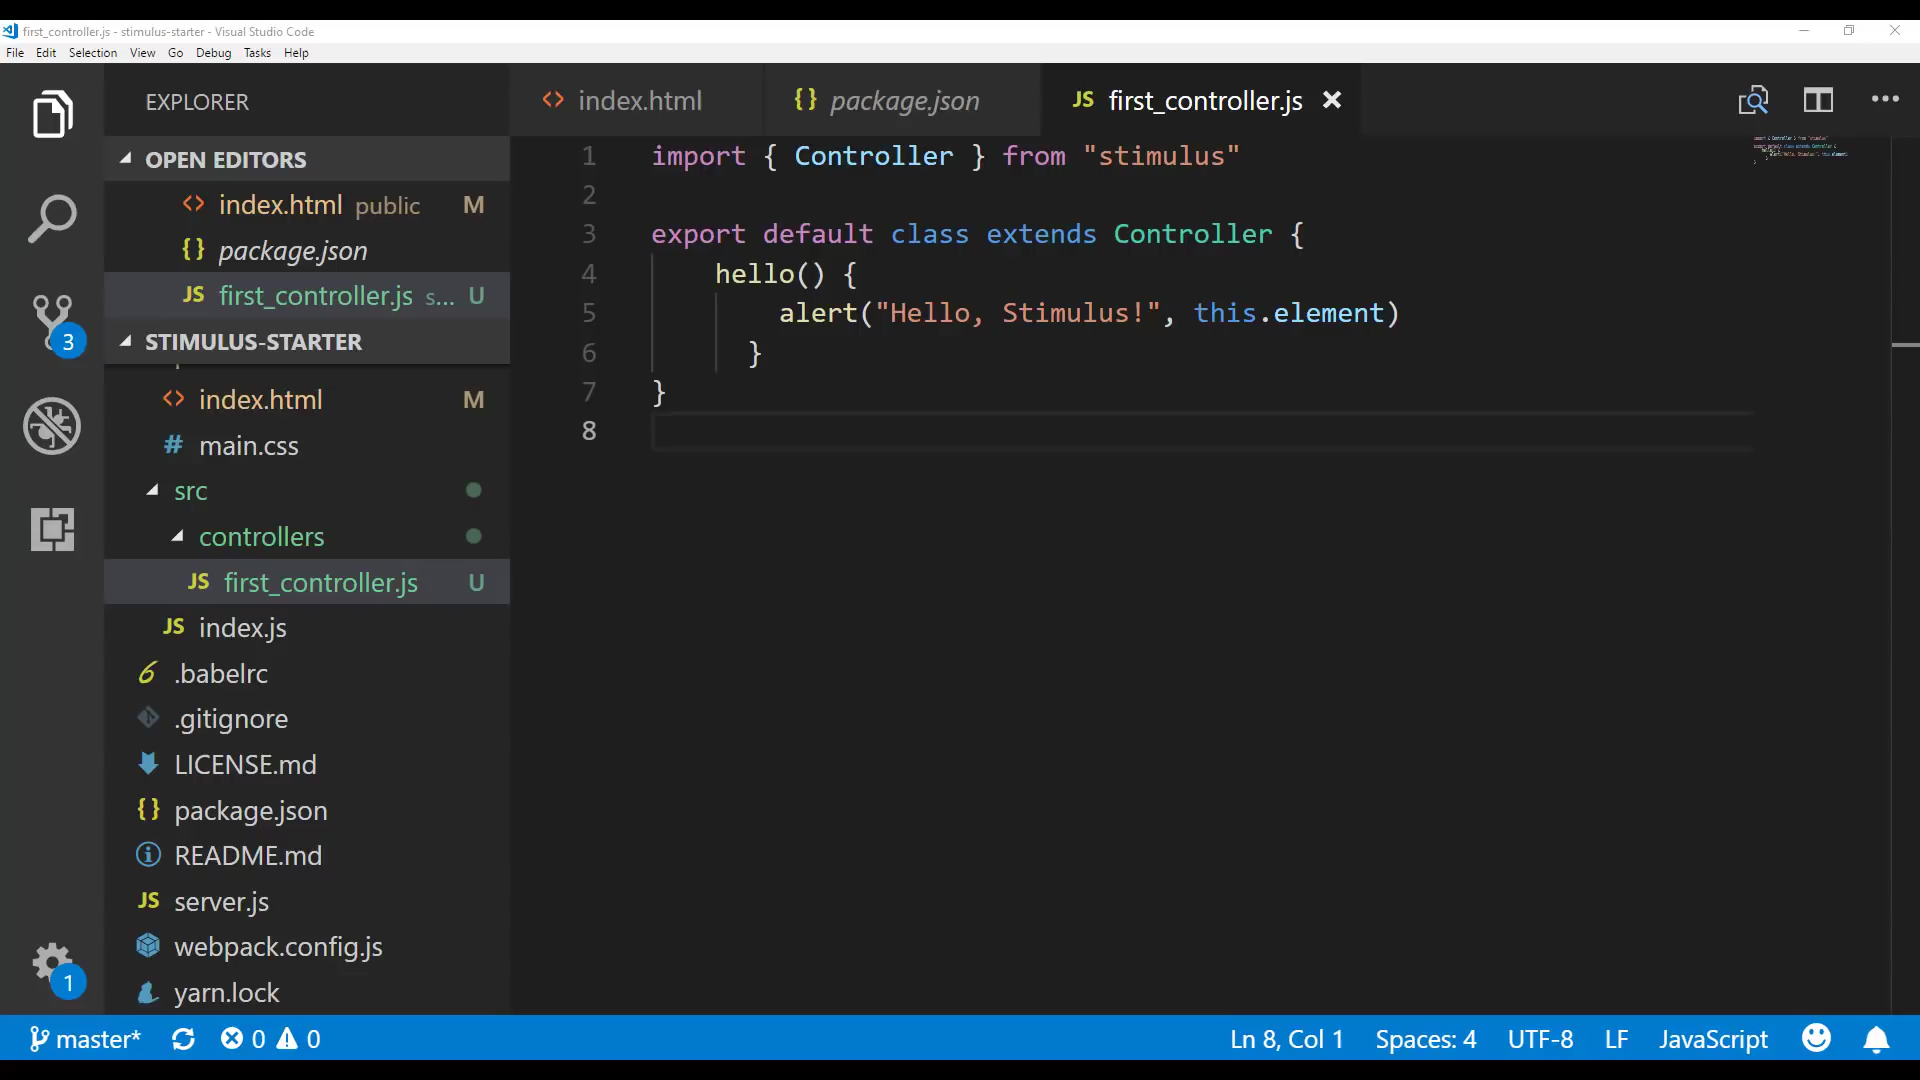 first_controller.js - stimulus-starter - Visual Studio Code
File Edit Selection View Go Debug Tasks Help
EXPLORER
OPEN EDITORS
index.html public M
{} package.json
JS first_controller.js s... U
STIMULUS-STARTER
index.html M
# main.css
src
controllers
JS first_controller.js U
JS index.js
.babelrc
.gitignore
LICENSE.md
{} package.json
README.md
JS server.js
webpack.config.js
yarn.lock
3
1
<> index.html {} package.json JS first_controller.js
1 import { Controller } from "stimulus"
2
3 export default class extends Controller {
4 hello() {
5 alert("Hello, Stimulus!", this.element)
6 }
7 }
8
master* 0 0 Ln 8, Col 1 Spaces: 4 UTF-8 LF JavaScript